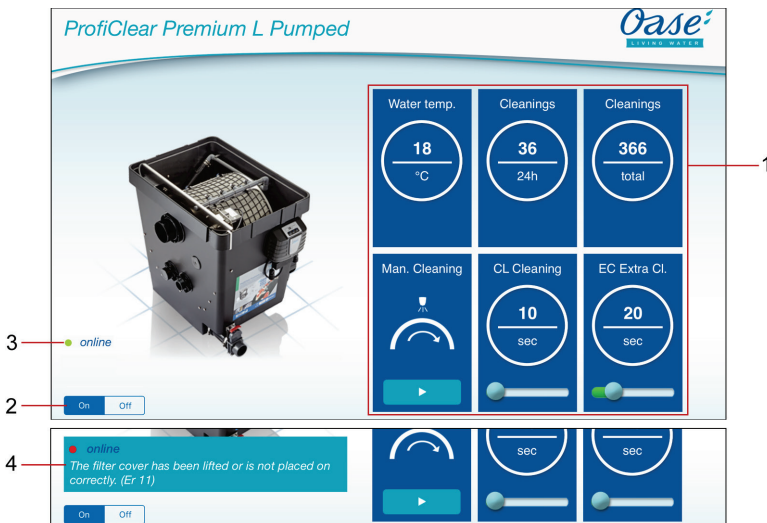 ProfiClear Premium L Pumped
Oase
LIVING WATER
Water temp.
18
°C
Cleanings
36
24h
Cleanings
366
total
1
Man. Cleaning
CL Cleaning
10
sec
EC Extra Cl.
20
sec
3
online
2
On Off
4
online
The filter cover has been lifted or is not placed on
correctly. (Er 11)
On Off
sec
sec